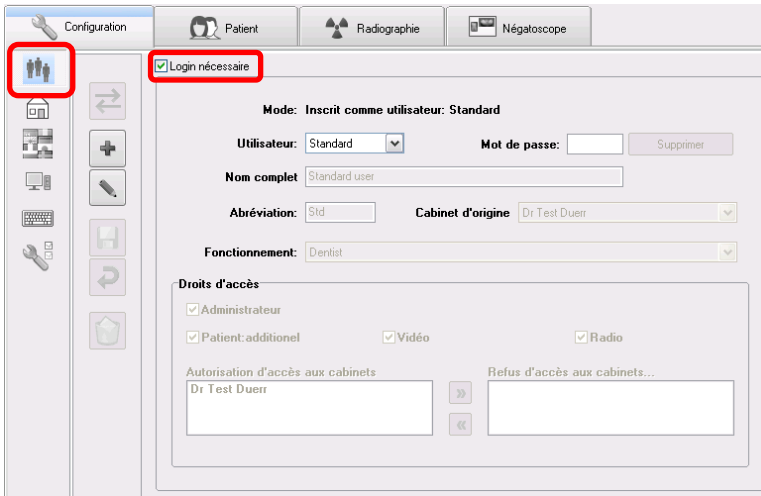 Configuration Patient Radiographie Négatoscope
Login nécessaire
Mode: Inscrit comme utilisateur: Standard
Utilisateur: Standard Mot de passe: Supprimer
Nom complet Standard user
Abréviation: Std Cabinet d'origine Dr Test Duerr
Fonctionnement: Dentist
Droits d'accès
Administrateur
Patient:additionel Vidéo Radio
Autorisation d'accès aux cabinets Refus d'accès aux cabinets...
Dr Test Duerr